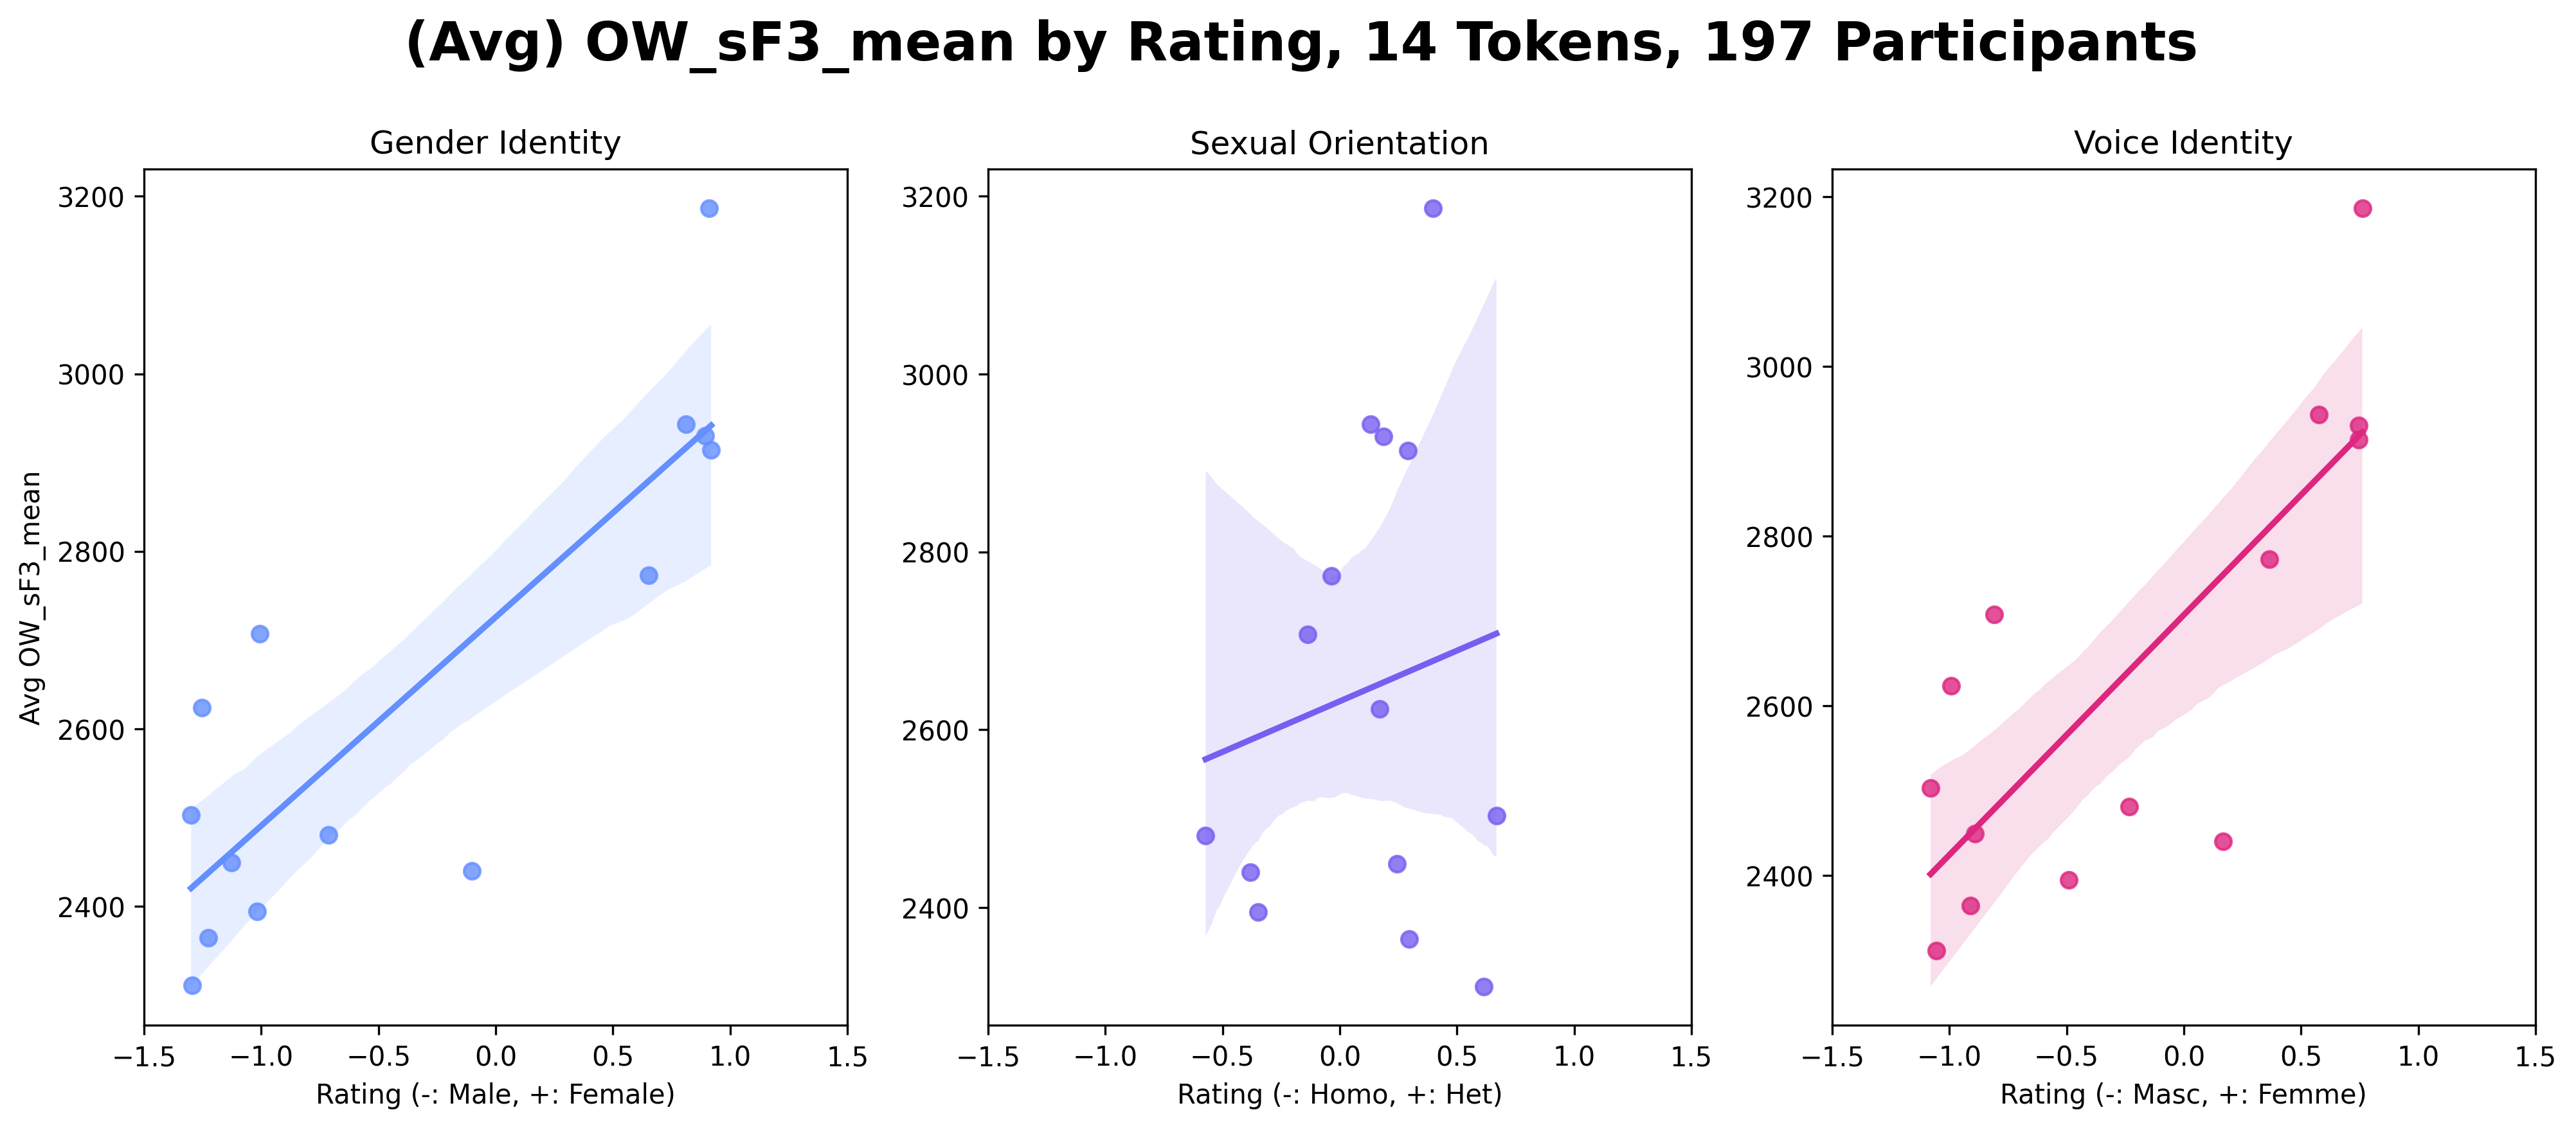 (Avg) OW_sF3_mean by Rating, 14 Tokens, 197 Participants
Gender Identity
Avg OW_sF3_mean
3200
3000
2800
2600
2400
−1.5 −1.0 −0.5 0.0 0.5 1.0 1.5
Rating (-: Male, +: Female)
Sexual Orientation
3200
3000
2800
2600
2400
−1.5 −1.0 −0.5 0.0 0.5 1.0 1.5
Rating (-: Homo, +: Het)
Voice Identity
3200
3000
2800
2600
2400
−1.5 −1.0 −0.5 0.0 0.5 1.0 1.5
Rating (-: Masc, +: Femme)